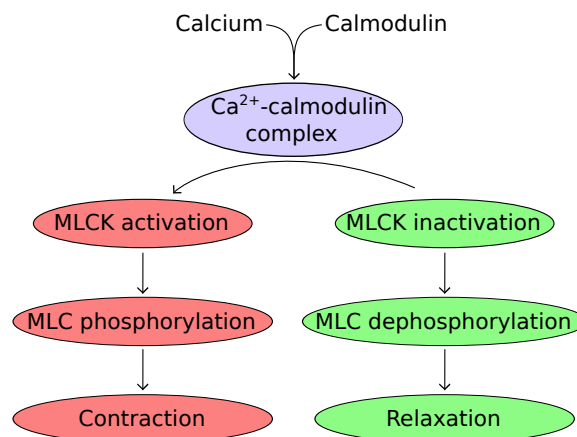 Calcium Calmodulin
Ca²⁺-calmodulin
complex
MLCK activation MLCK inactivation
MLC phosphorylation MLC dephosphorylation
Contraction Relaxation